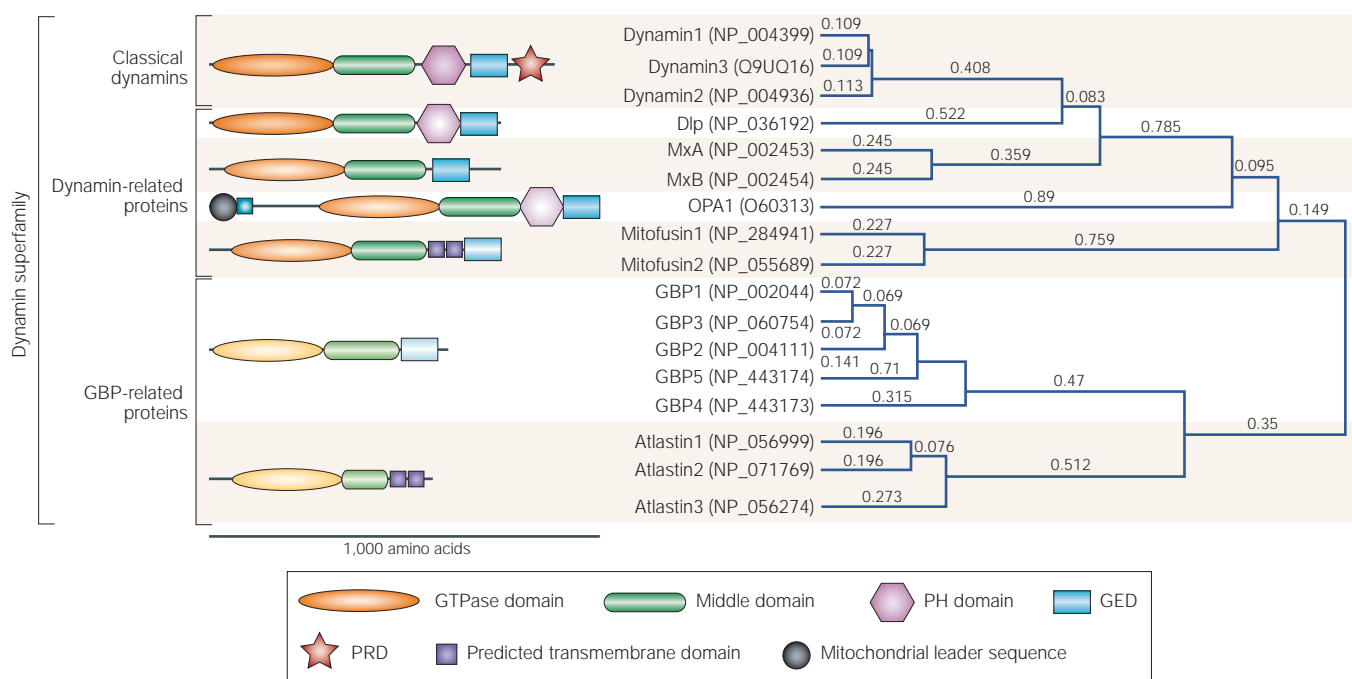 Dynamin superfamily
Classical
dynamins
Dynamin-related
proteins
GBP-related
proteins
Dynamin1 (NP_004399)
Dynamin3 (Q9UQ16)
Dynamin2 (NP_004936)
Dlp (NP_036192)
MxA (NP_002453)
MxB (NP_002454)
OPA1 (O60313)
Mitofusin1 (NP_284941)
Mitofusin2 (NP_055689)
GBP1 (NP_002044)
GBP3 (NP_060754)
GBP2 (NP_004111)
GBP5 (NP_443174)
GBP4 (NP_443173)
Atlastin1 (NP_056999)
Atlastin2 (NP_071769)
Atlastin3 (NP_056274)
0.109
0.109
0.113
0.408
0.522
0.083
0.245
0.245
0.359
0.785
0.89
0.095
0.227
0.227
0.759
0.149
0.072
0.072
0.069
0.141
0.069
0.71
0.315
0.47
0.196
0.196
0.076
0.273
0.512
0.35
1,000 amino acids
GTPase domain
Middle domain
PH domain
GED
PRD
Predicted transmembrane domain
Mitochondrial leader sequence